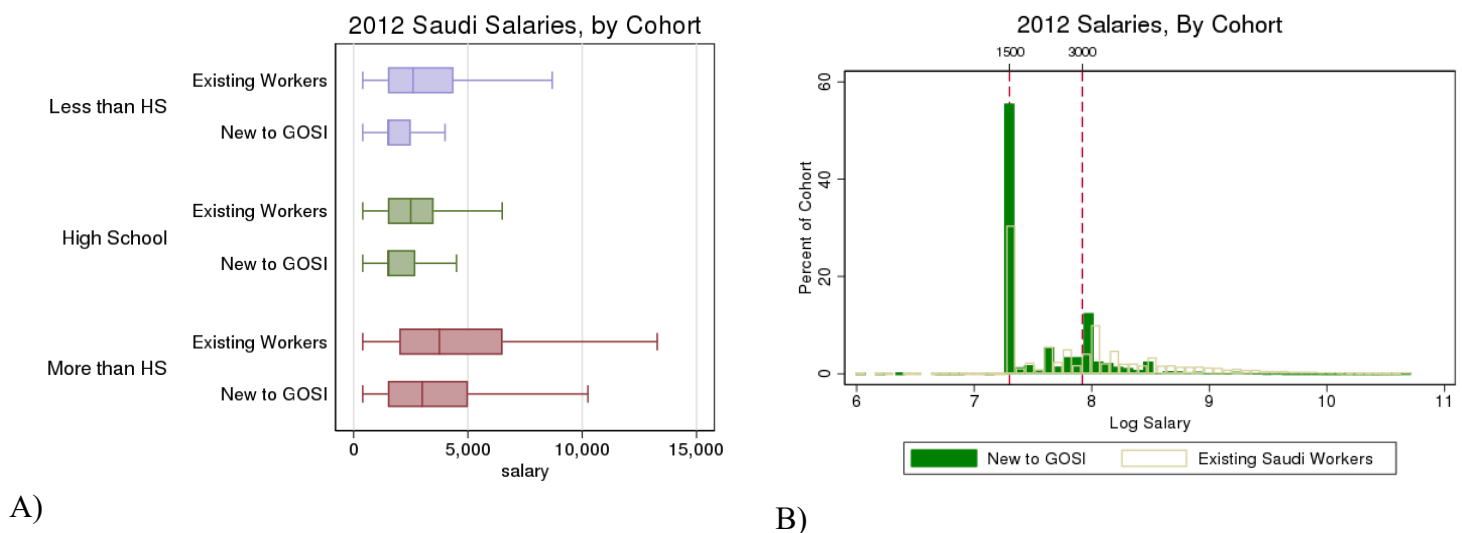 2012 Saudi Salaries, by Cohort
Less than HS
Existing Workers
New to GOSI
High School
Existing Workers
New to GOSI
More than HS
Existing Workers
New to GOSI
0 5,000 10,000 15,000
salary
A)
2012 Salaries, By Cohort
1500 3000
Percent of Cohort
60
40
20
0
6 7 8 9 10 11
Log Salary
New to GOSI Existing Saudi Workers
B)